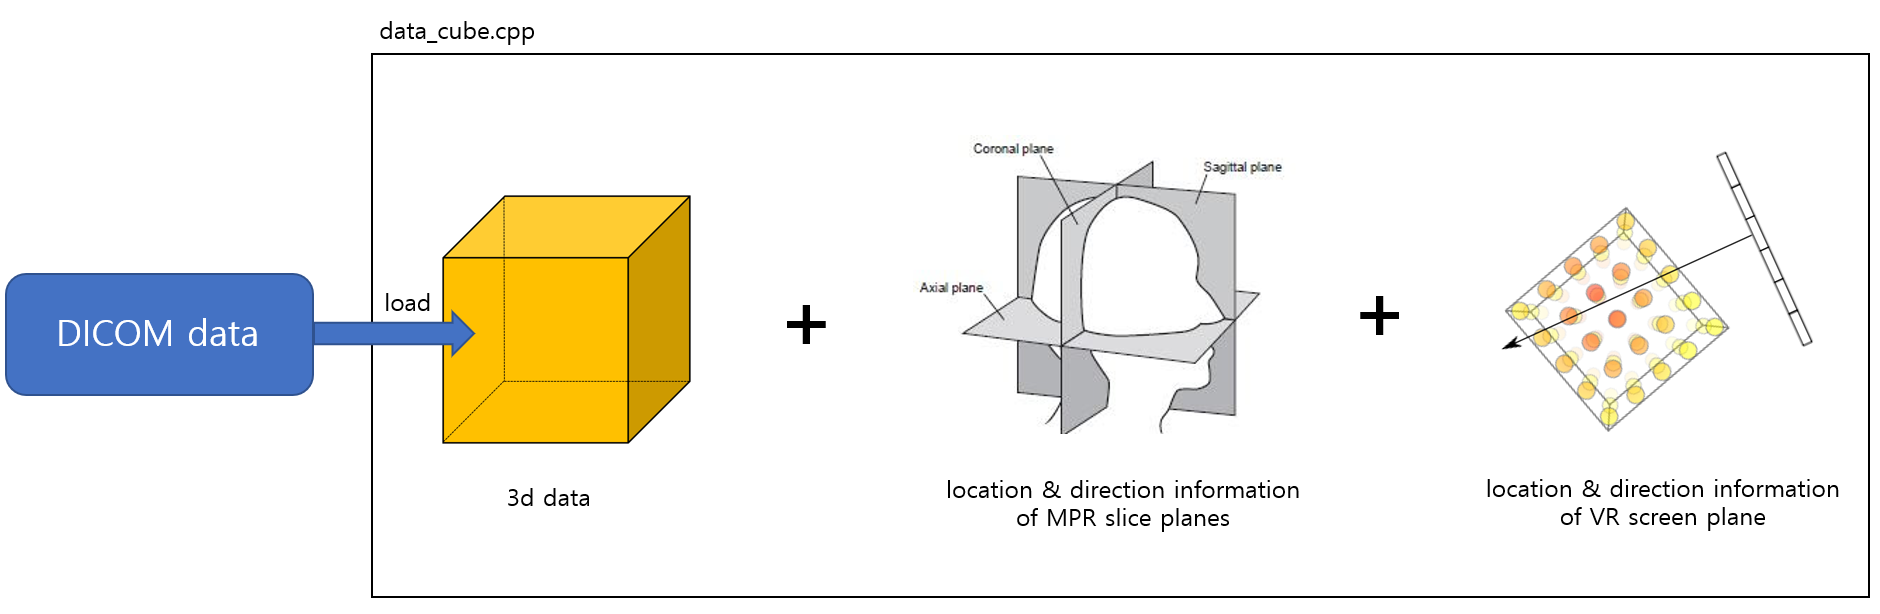 data_cube.cpp
DICOM data
load
3d data
Coronal plane
Sagittal plane
Axial plane
location & direction information
of MPR slice planes
location & direction information
of VR screen plane